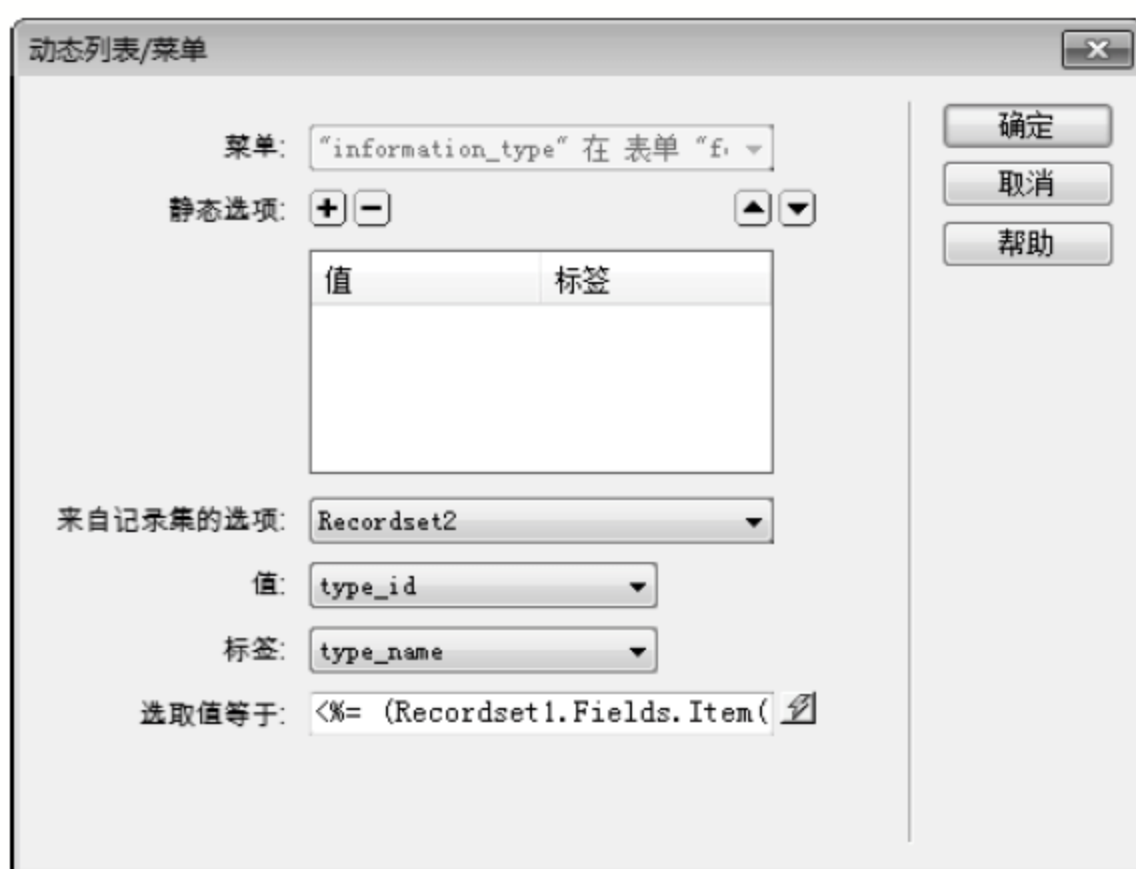 动态列表/菜单
确定
菜单: "information_type" 在 表单 "f
静态选项:
取消
帮助
值 标签
来自记录集的选项: Recordset2
值: type_id
标签: type_name
选取值等于: <%= (Recordset1.Fields.Item(